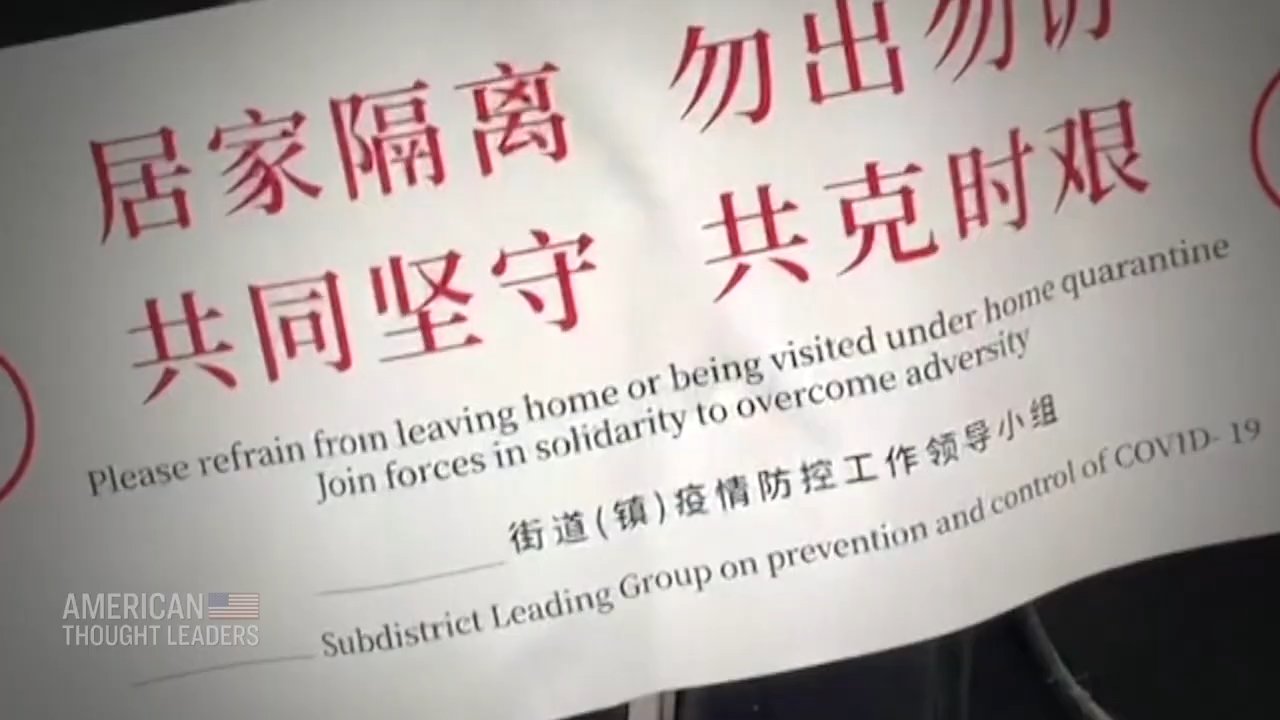 居家隔离 勿出勿访
共同坚守 共克时艰
Please refrain from leaving home or being visited under home quarantine
Join forces in solidarity to overcome adversity
街道(镇)疫情防控工作领导小组
Subdistrict Leading Group on prevention and control of COVID- 19
AMERICAN
THOUGHT LEADERS